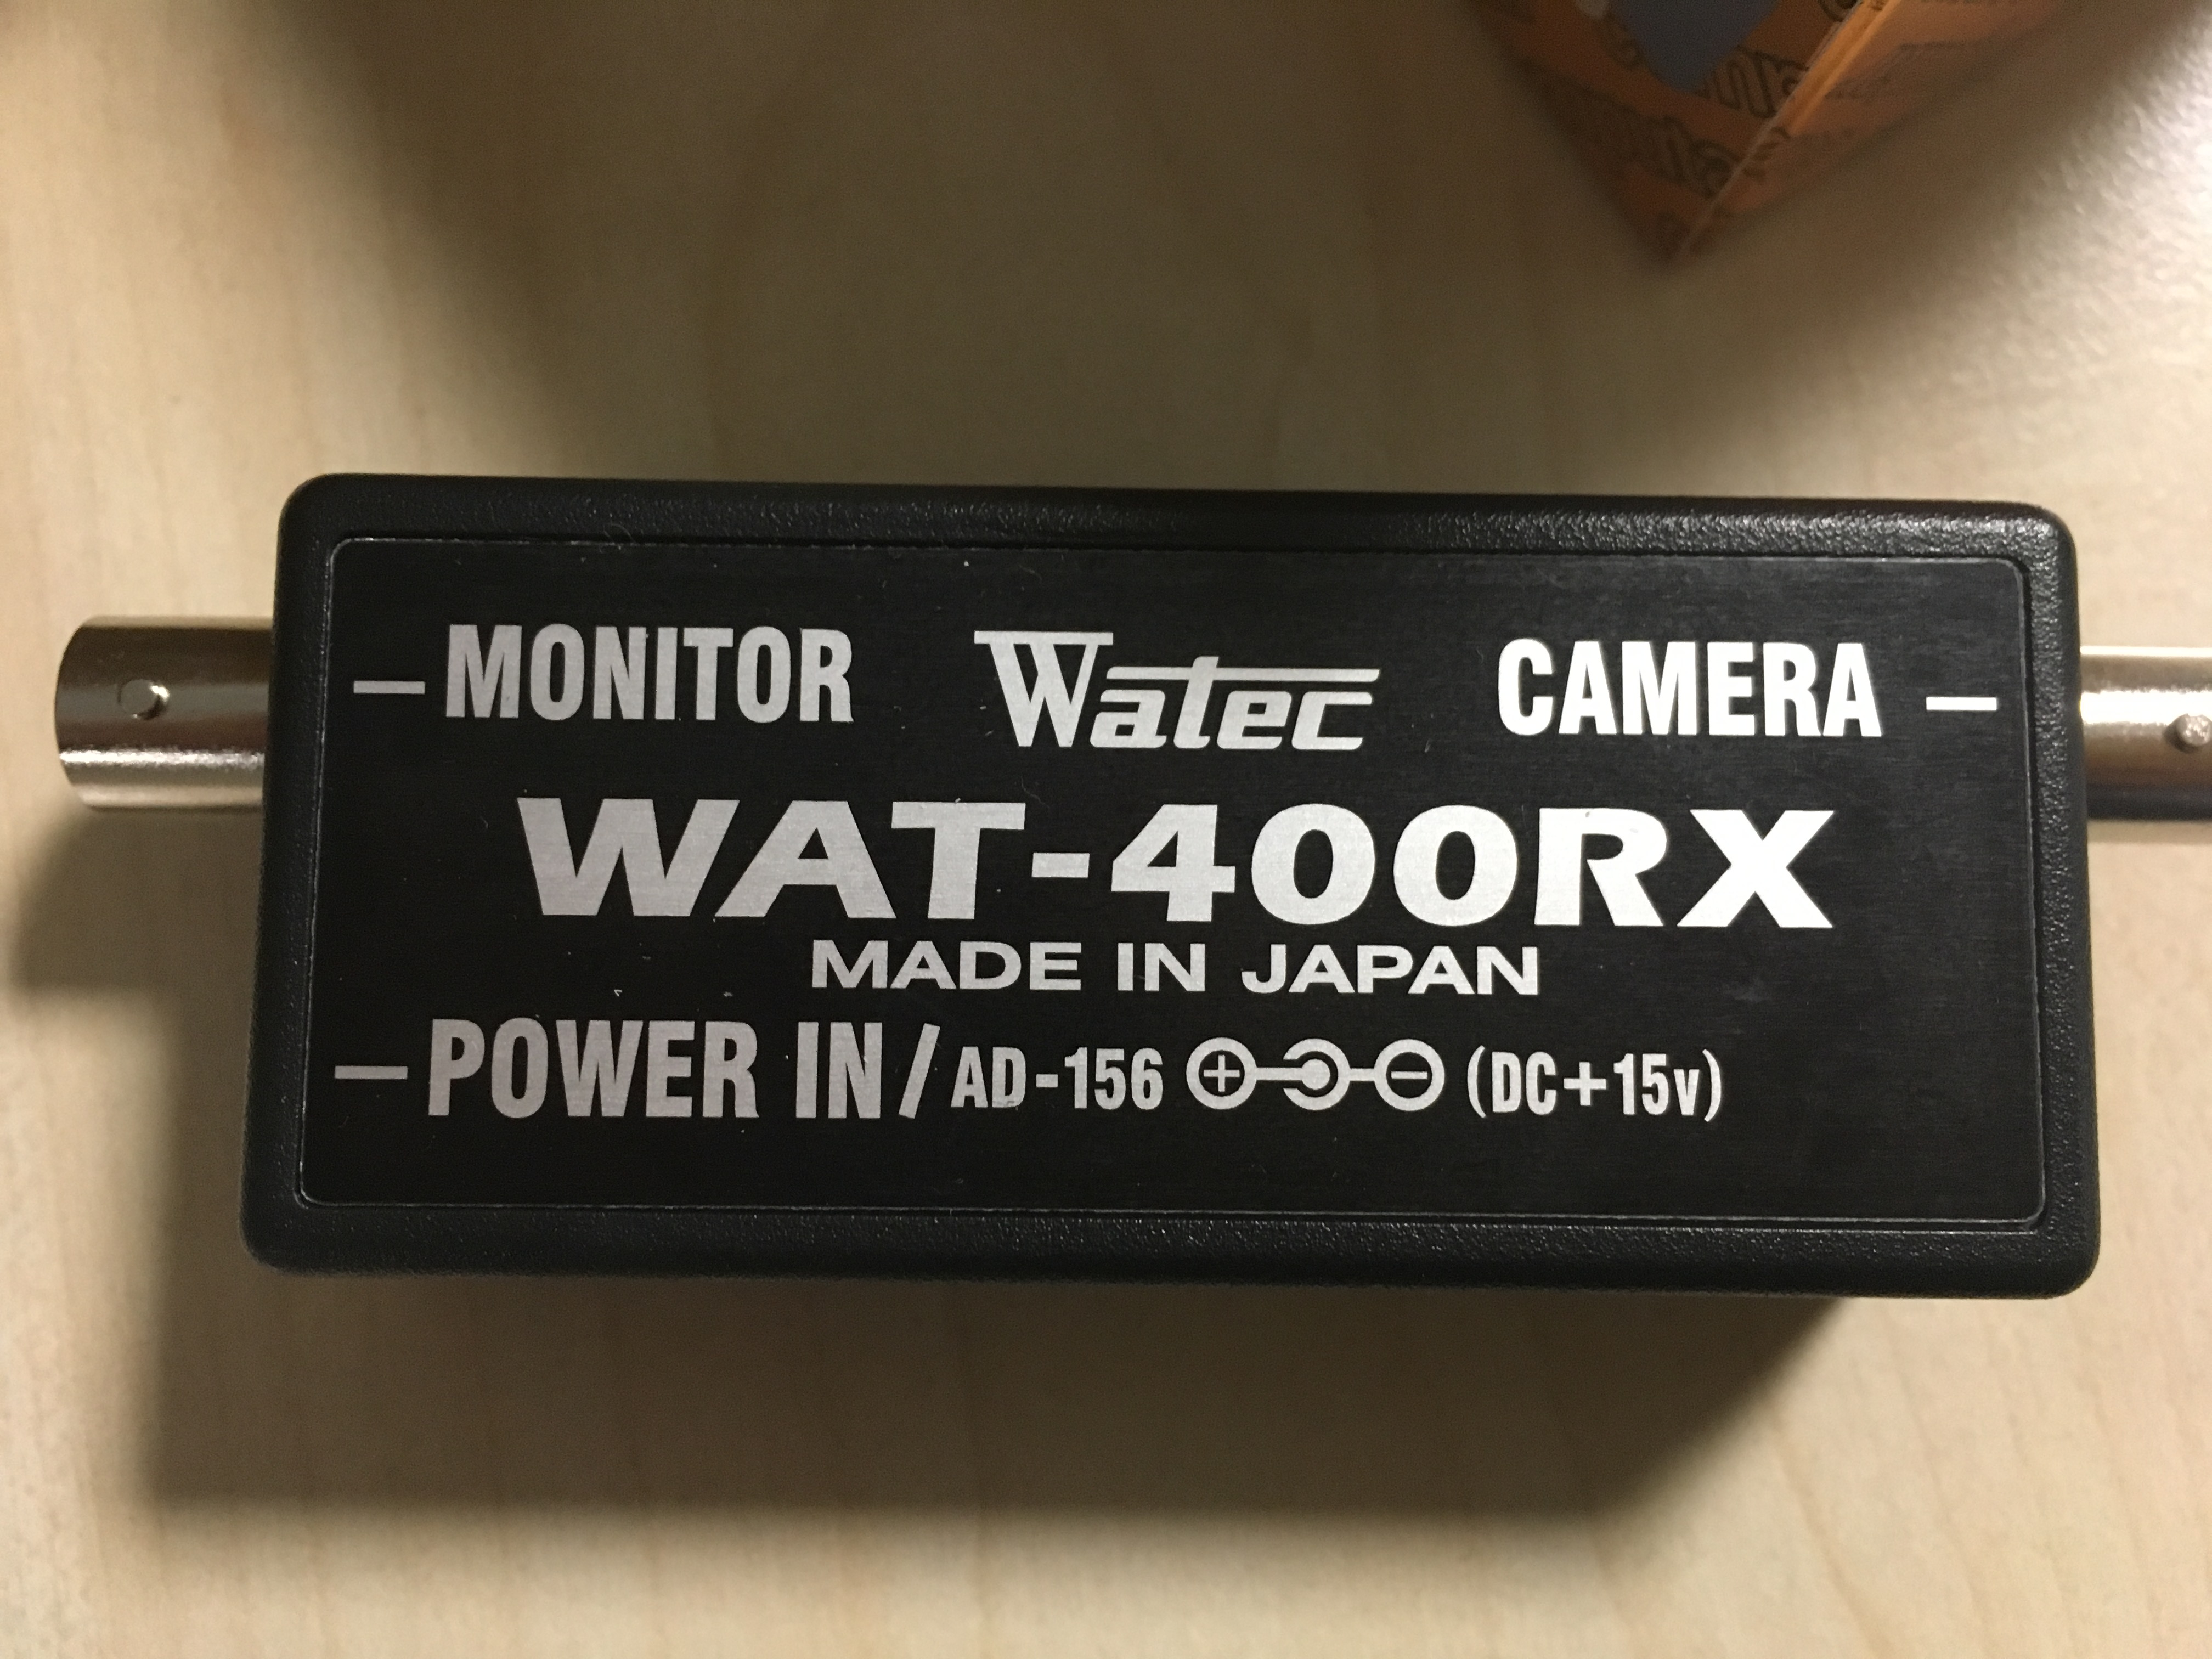 MONITOR Watec CAMERA
WAT-400RX
MADE IN JAPAN
POWER IN/AD-156 (DC+15v)